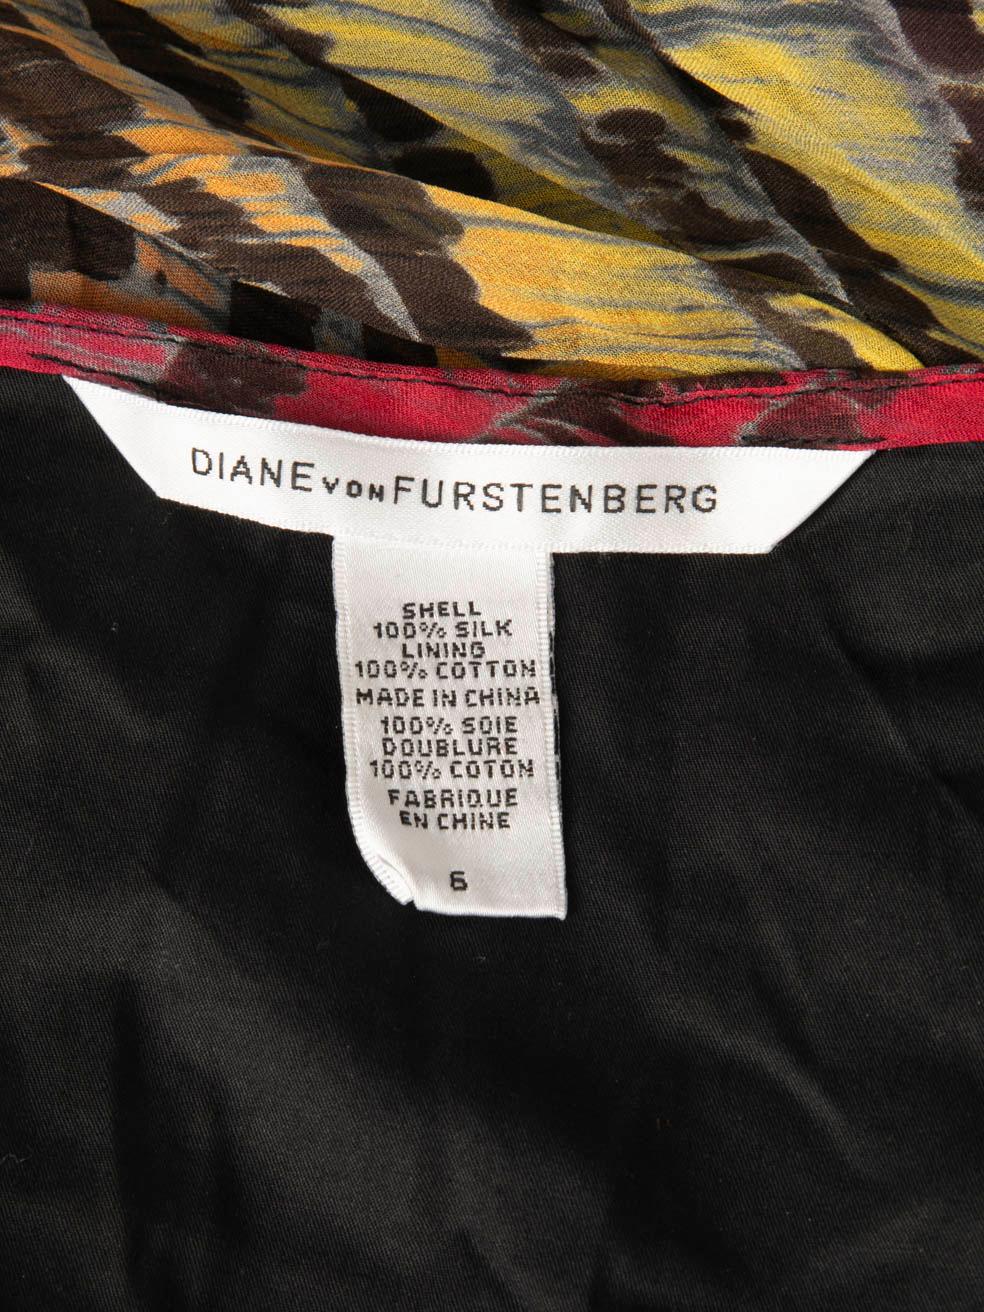 DIANE VON FURSTENBERG
SHELL
100% SILK
LINING
100% COTTON
MADE IN CHINA
100% SOIE
DOUBLURE
100% COTON
FABRIQUE
EN CHINE
6